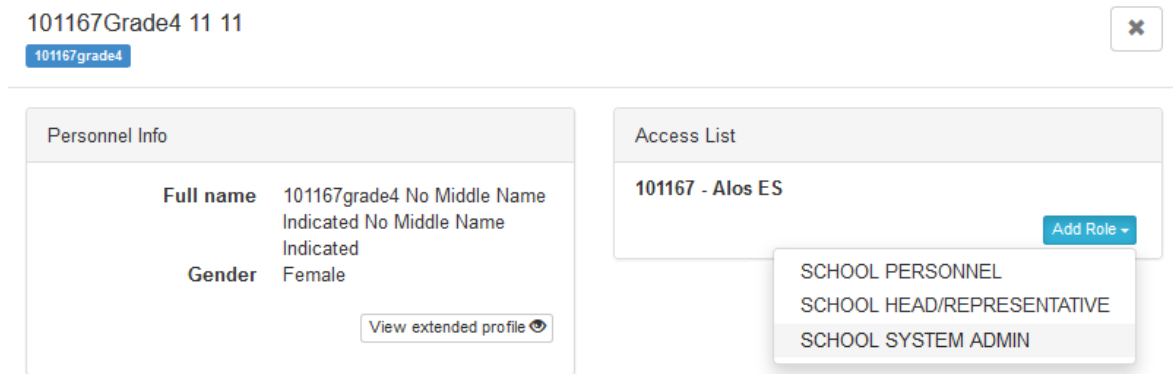 101167Grade4 11 11
101167grade4
Personnel Info
Full name 101167grade4 No Middle Name
Indicated No Middle Name
Indicated
Gender Female
View extended profile
Access List
101167 - Alos ES
Add Role
SCHOOL PERSONNEL
SCHOOL HEAD/REPRESENTATIVE
SCHOOL SYSTEM ADMIN